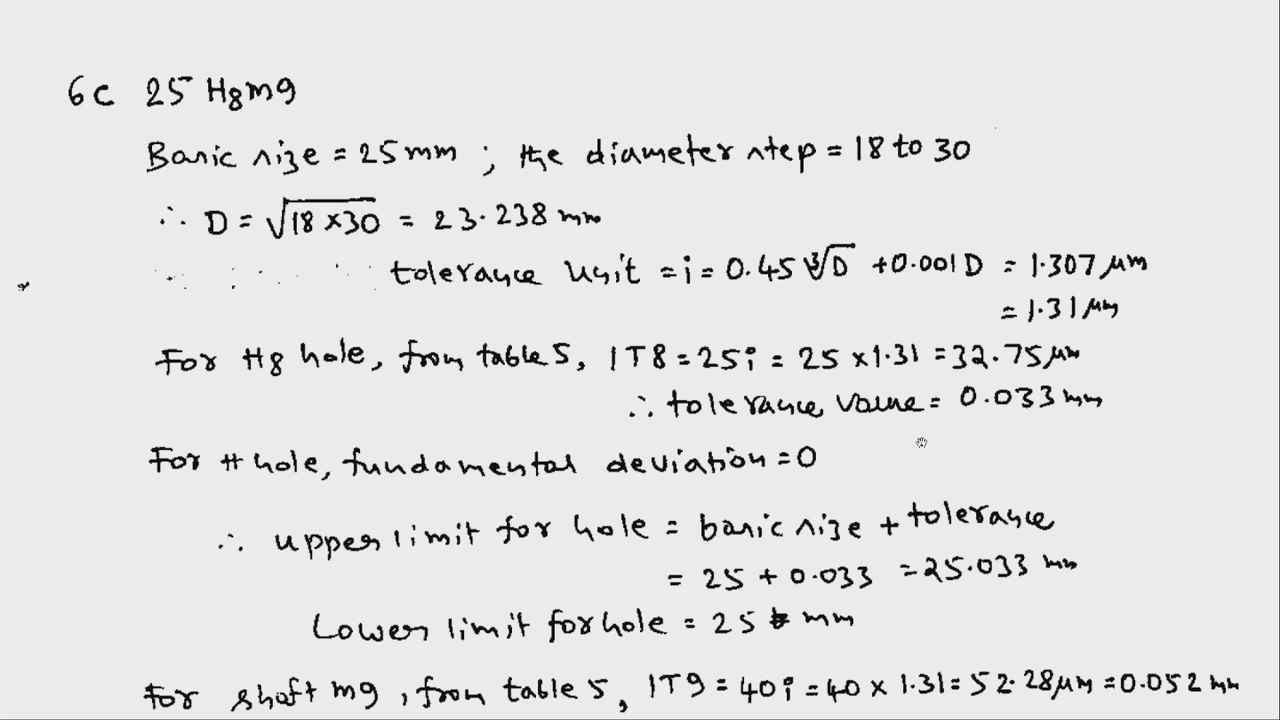 6c 25 H8m9
Basic size = 25mm ; the diameter step = 18 to 30
∴ D = √18×30 = 23.238 mm
tolerance unit = i = 0.45 ∛D + 0.001D = 1.307 μm
= 1.31 μm
For H8 hole, from table 5, IT8 = 25i = 25 × 1.31 = 32.75 μm
∴ tolerance value = 0.033 mm
For H hole, fundamental deviation = 0
∴ upper limit for hole = basic size + tolerance
= 25 + 0.033 = 25.033 mm
Lower limit for hole = 25 mm
For shaft m9, from table 5, IT9 = 40i = 40 × 1.31 = 52.28μm = 0.052 mm